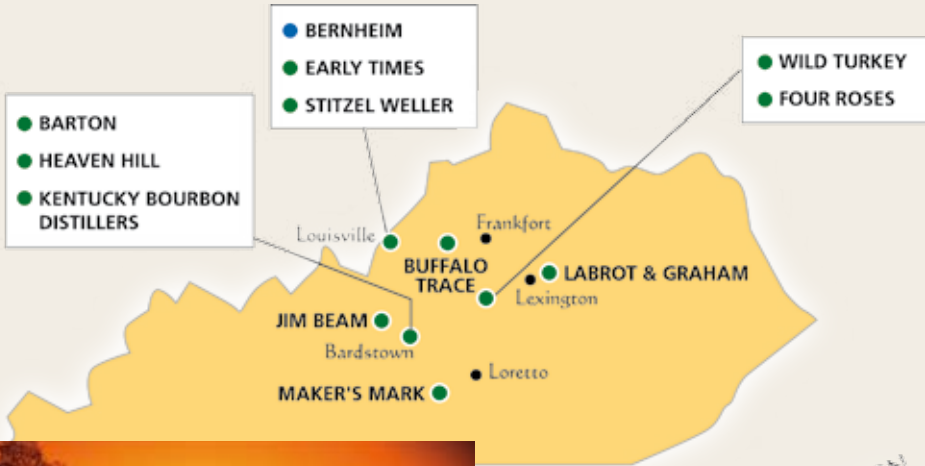 BERNHEIM
EARLY TIMES
STITZEL WELLER
WILD TURKEY
FOUR ROSES
BARTON
HEAVEN HILL
KENTUCKY BOURBON
DISTILLERS
Louisville
Frankfort
BUFFALO
TRACE
LABROT & GRAHAM
Lexington
JIM BEAM
Bardstown
Loretto
MAKER'S MARK